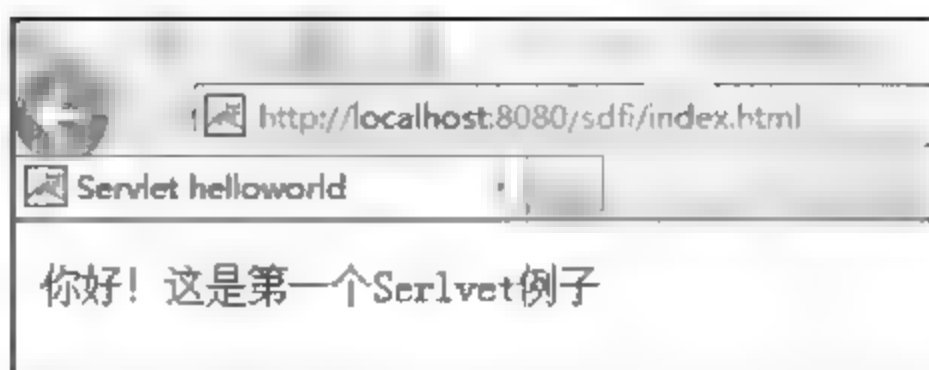 http://localhost:8080/sdfi/index.html
Servlet helloworld
你好！这是第一个Serlvet例子